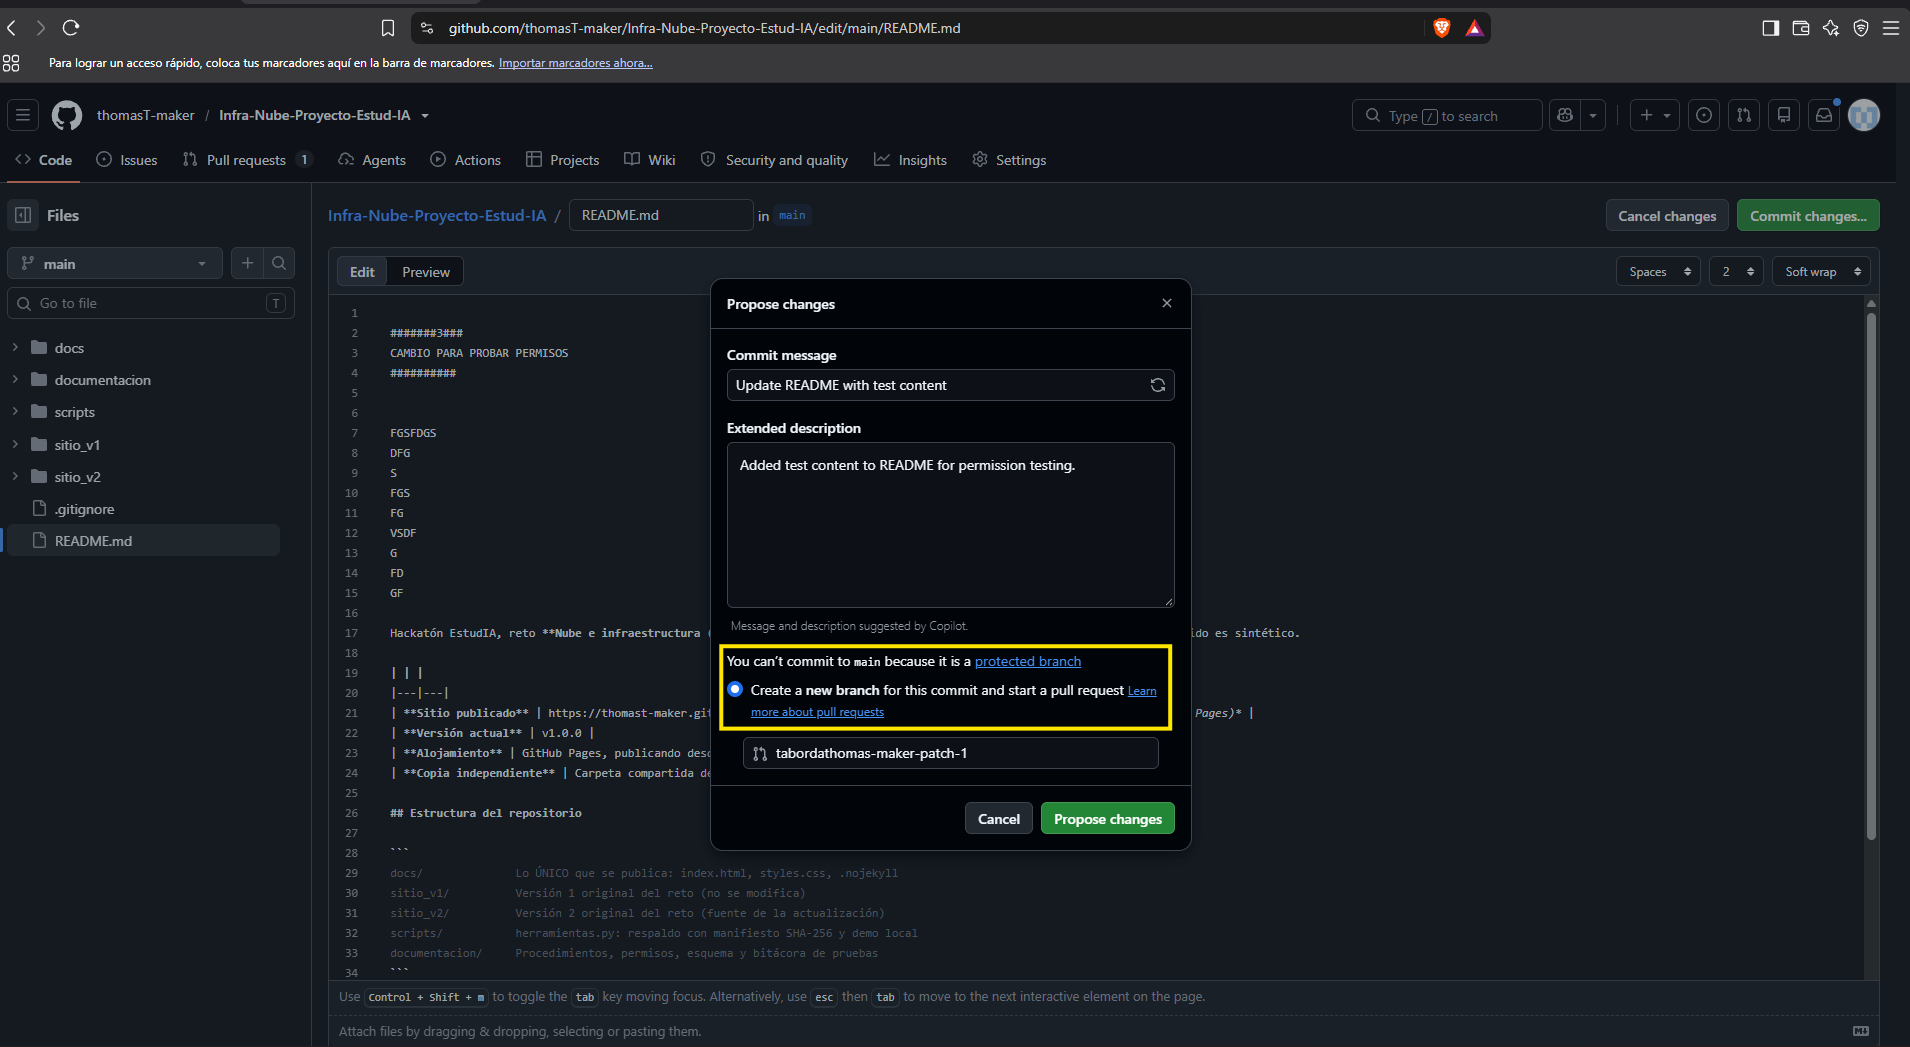 github.com/thomasT-maker/Infra-Nube-Proyecto-Estud-IA/edit/main/README.md
Para lograr un acceso rápido, coloca tus marcadores aquí en la barra de marcadores. Importar marcadores ahora...
thomasT-maker / Infra-Nube-Proyecto-Estud-IA
Type / to search
Code Issues Pull requests 1 Agents Actions Projects Wiki Security and quality Insights Settings
Files
Infra-Nube-Proyecto-Estud-IA / README.md in main
Cancel changes Commit changes...
main
Go to file T
docs
documentacion
scripts
sitio_v1
sitio_v2
.gitignore
README.md
Edit Preview
Spaces 2 Soft wrap
1
2 #######3###
3 CAMBIO PARA PROBAR PERMISOS
4 ##########
5
6
7 FGSFDGS
8 DFG
9 S
10 FGS
11 FG
12 VSDF
13 G
14 FD
15 GF
16
17 Hackatón EstudIA, reto **Nube e infraestructura ido es sintético.
18
19 | | |
20 |---|---|
21 | **Sitio publicado** | https://thomast-maker.git Pages)* |
22 | **Versión actual** | v1.0.0 |
23 | **Alojamiento** | GitHub Pages, publicando desd
24 | **Copia independiente** | Carpeta compartida de
25
26 ## Estructura del repositorio
27
28 ```
29 docs/ Lo ÚNICO que se publica: index.html, styles.css, .nojekyll
30 sitio_v1/ Versión 1 original del reto (no se modifica)
31 sitio_v2/ Versión 2 original del reto (fuente de la actualización)
32 scripts/ herramientas.py: respaldo con manifiesto SHA-256 y demo local
33 documentacion/ Procedimientos, permisos, esquema y bitácora de pruebas
34 ```
Propose changes
Commit message
Update README with test content
Extended description
Added test content to README for permission testing.
Message and description suggested by Copilot.
You can't commit to main because it is a protected branch
Create a new branch for this commit and start a pull request Learn
more about pull requests
tabordathomas-maker-patch-1
Cancel Propose changes
Use Control + Shift + m to toggle the tab key moving focus. Alternatively, use esc then tab to move to the next interactive element on the page.
Attach files by dragging & dropping, selecting or pasting them.